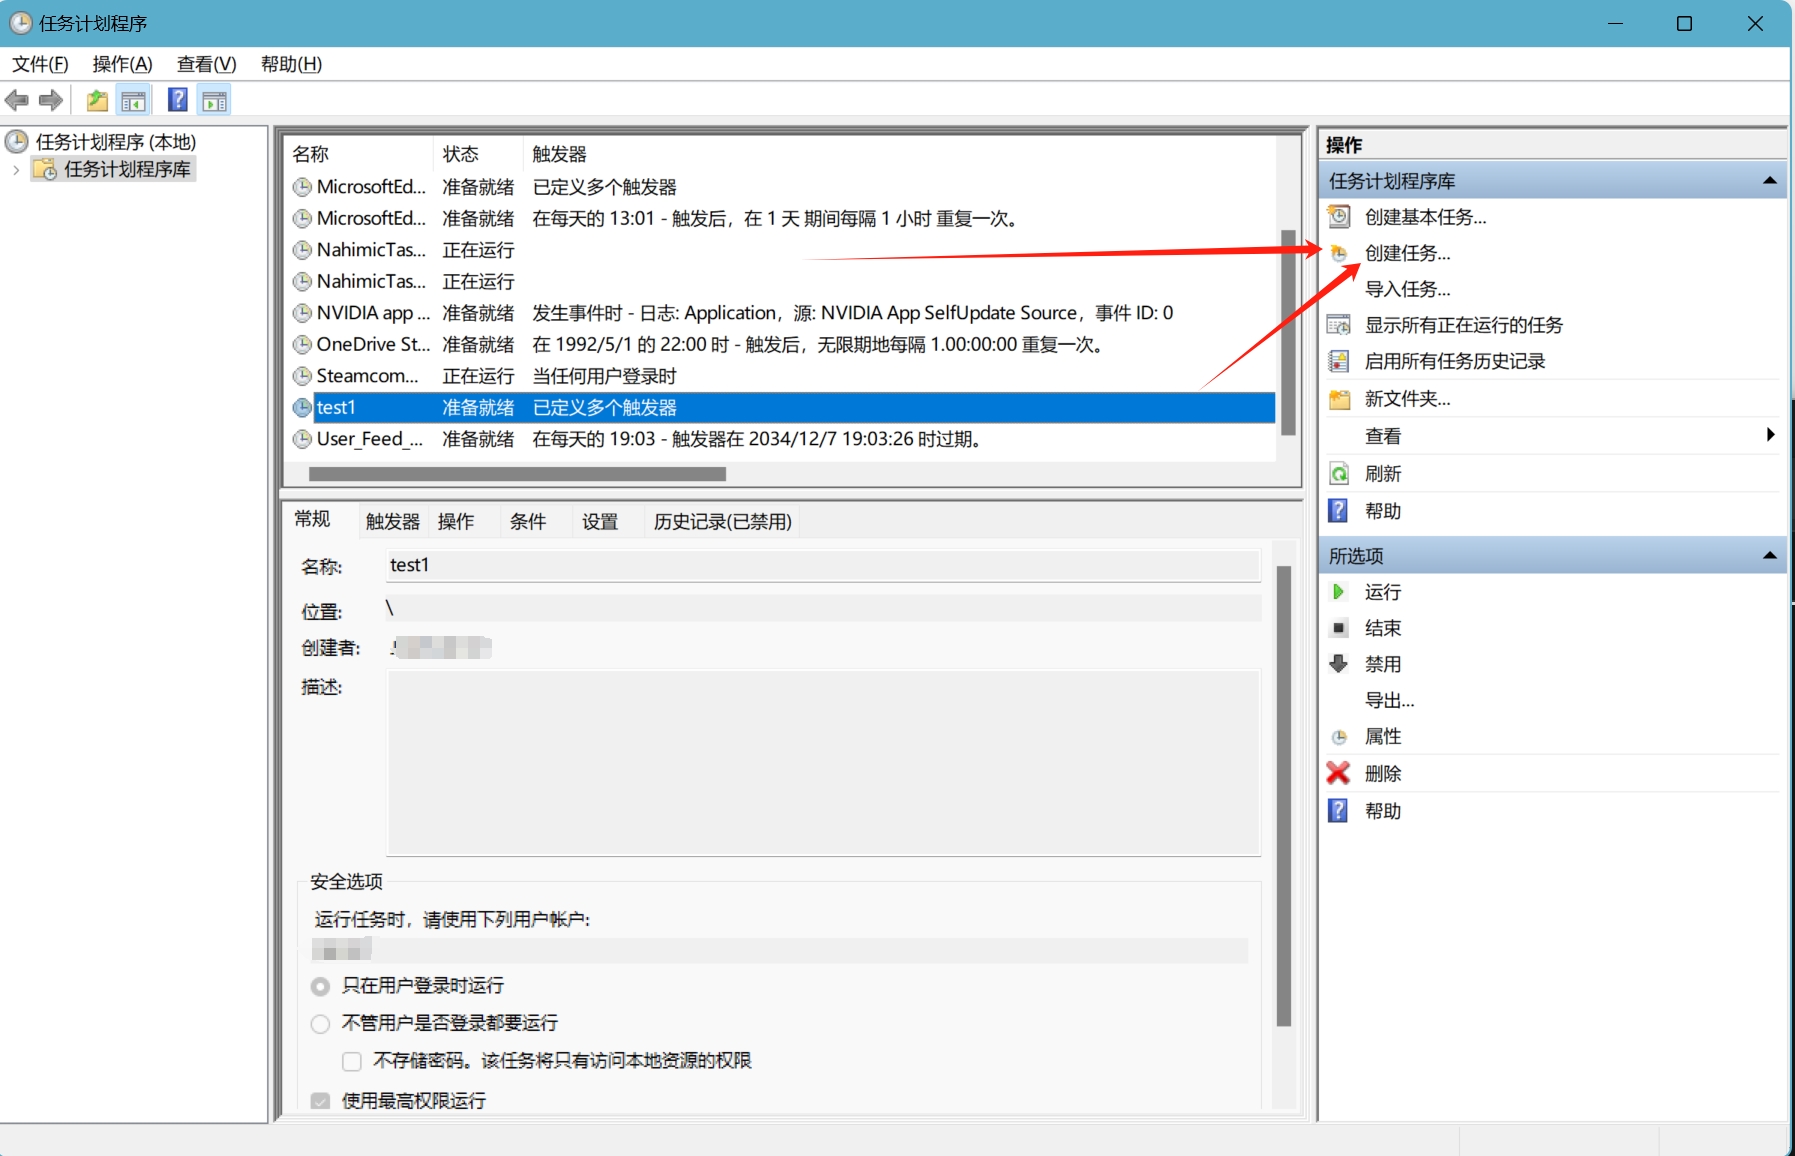 任务计划程序
文件(F) 操作(A) 查看(V) 帮助(H)
任务计划程序 (本地)
任务计划程序库
名称 状态 触发器
MicrosoftEd... 准备就绪 已定义多个触发器
MicrosoftEd... 准备就绪 在每天的 13:01 - 触发后，在 1 天 期间每隔 1 小时 重复一次。
NahimicTas... 正在运行
NahimicTas... 正在运行
NVIDIA app ... 准备就绪 发生事件时 - 日志: Application，源: NVIDIA App SelfUpdate Source，事件 ID: 0
OneDrive St... 准备就绪 在 1992/5/1 的 22:00 时 - 触发后，无限期地每隔 1.00:00:00 重复一次。
Steamcom... 正在运行 当任何用户登录时
test1 准备就绪 已定义多个触发器
User_Feed_... 准备就绪 在每天的 19:03 - 触发器在 2034/12/7 19:03:26 时过期。
常规 触发器 操作 条件 设置 历史记录(已禁用)
名称: test1
位置: \
创建者:
描述:
安全选项
运行任务时，请使用下列用户帐户:
只在用户登录时运行
不管用户是否登录都要运行
不存储密码。该任务将只有访问本地资源的权限
使用最高权限运行
操作
任务计划程序库
创建基本任务...
创建任务...
导入任务...
显示所有正在运行的任务
启用所有任务历史记录
新文件夹...
查看
刷新
帮助
所选项
运行
结束
禁用
导出...
属性
删除
帮助